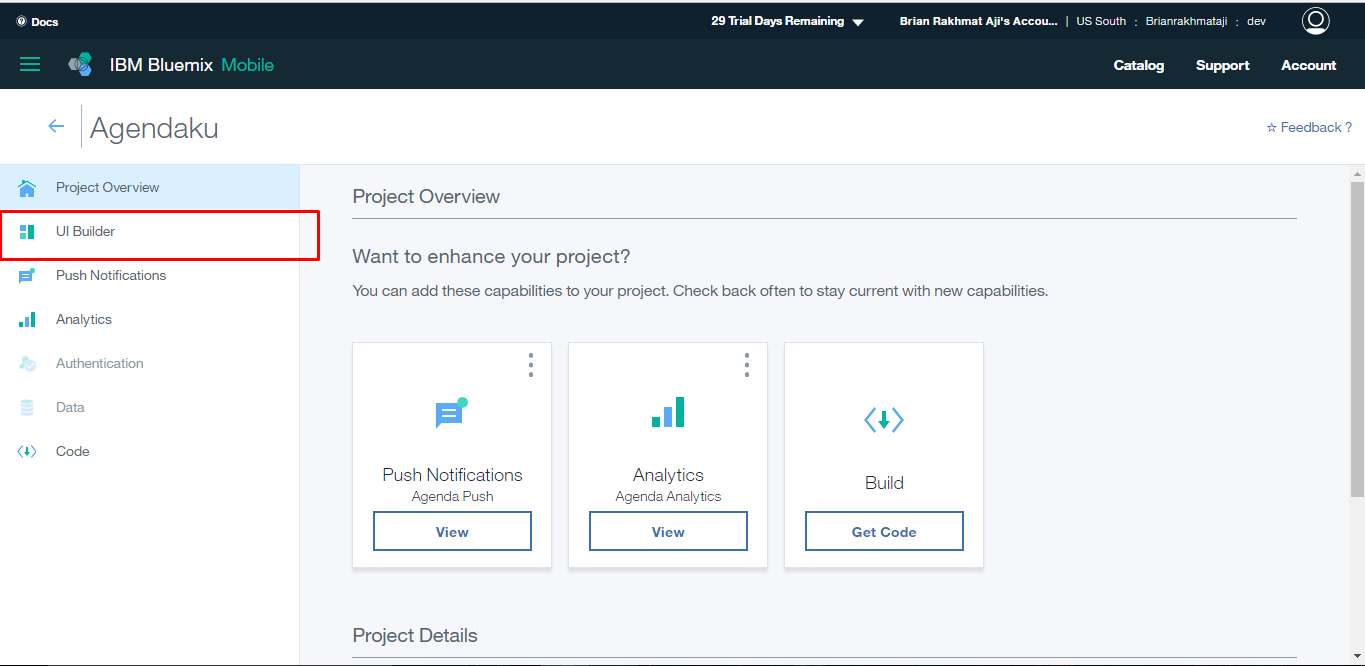 Docs
29 Trial Days Remaining
Brian Rakhmat Aji's Accou... | US South : Brianrakhmataji : dev
IBM Bluemix Mobile
Catalog Support Account
Agendaku
Feedback ?
Project Overview
UI Builder
Push Notifications
Analytics
Authentication
Data
Code
Project Overview
Want to enhance your project?
You can add these capabilities to your project. Check back often to stay current with new capabilities.
Push Notifications
Agenda Push
View
Analytics
Agenda Analytics
View
Build
Get Code
Project Details